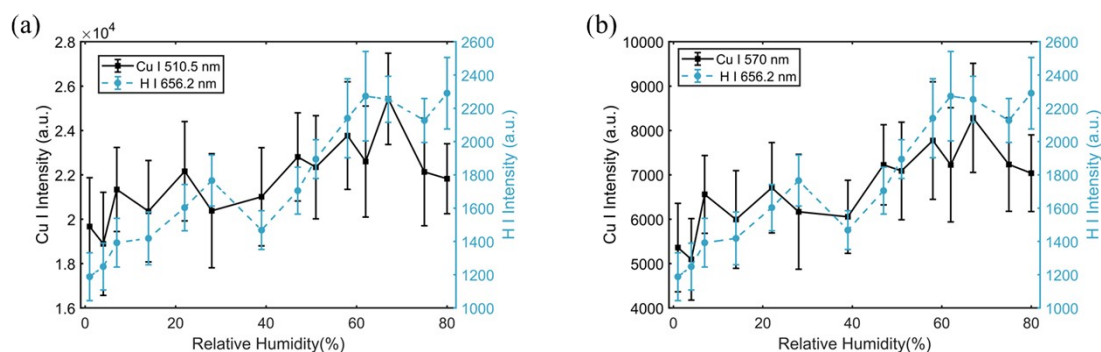 (a)
×10⁴
2.8
2.6
2.4
2.2
2
1.8
1.6
Cu I Intensity (a.u.)
Cu I 510.5 nm
H I 656.2 nm
2600
2400
2200
2000
1800
1600
1400
1200
1000
H I Intensity (a.u.)
0 20 40 60 80
Relative Humidity(%)
(b)
10000
9000
8000
7000
6000
5000
4000
Cu I Intensity (a.u.)
Cu I 570 nm
H I 656.2 nm
2600
2400
2200
2000
1800
1600
1400
1200
1000
H I Intensity (a.u.)
0 20 40 60 80
Relative Humidity(%)